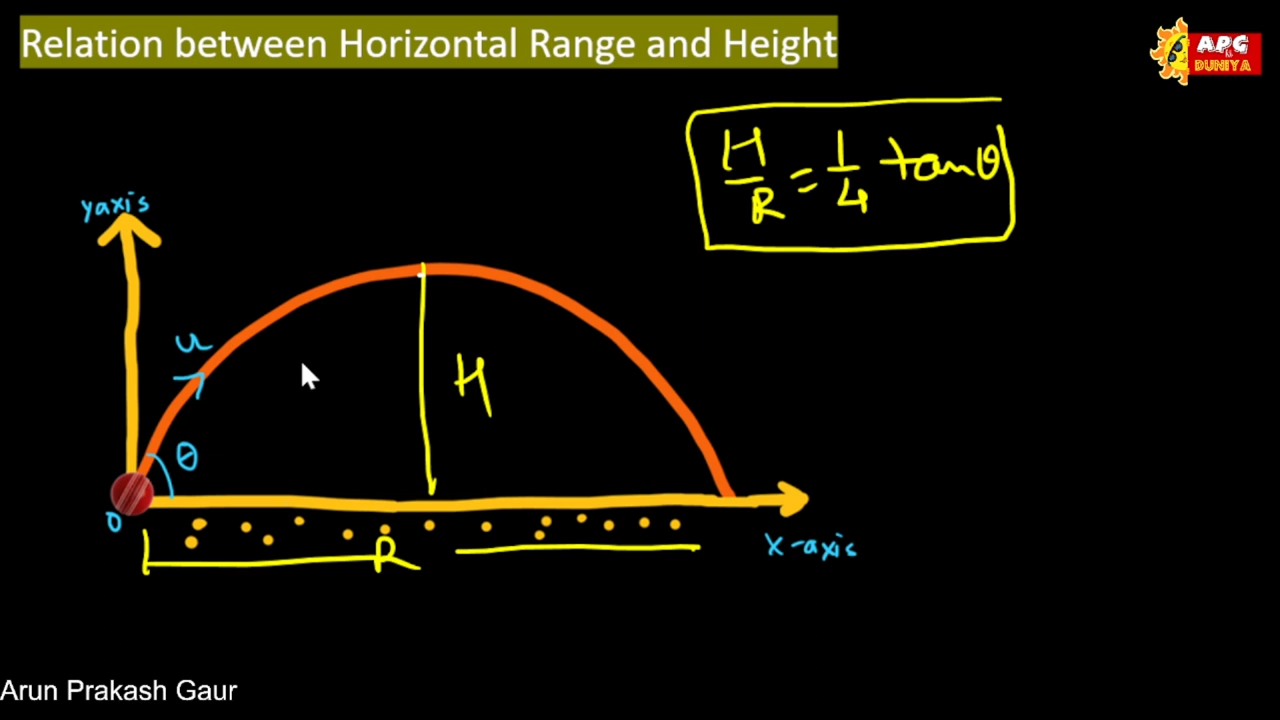 Relation between Horizontal Range and Height
APG
DUNIYA
H/R = 1/4 tanθ
yaxis
u
H
θ
O
R
x-axis
Arun Prakash Gaur